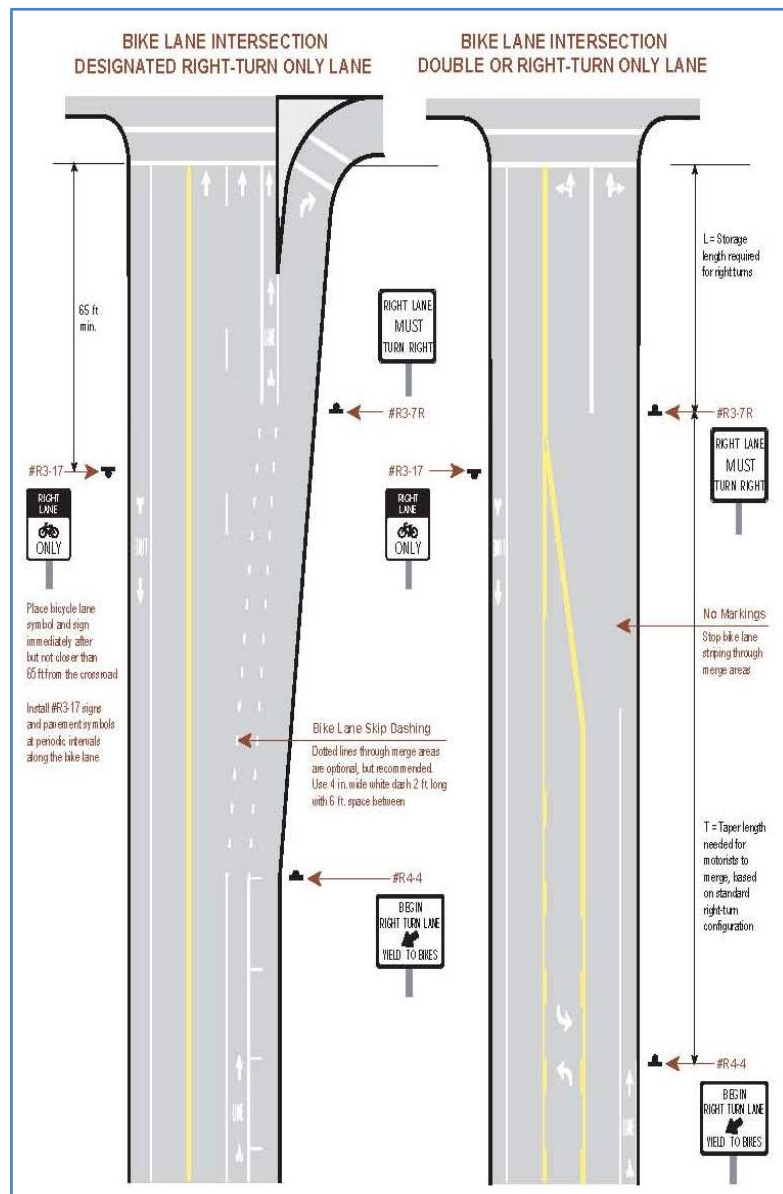 BIKE LANE INTERSECTION
DESIGNATED RIGHT-TURN ONLY LANE
65 ft
min.
RIGHT LANE
MUST
TURN RIGHT
#R3-7R
#R3-17
RIGHT
LANE
ONLY
Place bicycle lane
symbol and sign
immediately after
but not closer than
65 ft from the crossroad
Install #R3-17 signs
and pavement symbols
at periodic intervals
along the bike lane
LANE
LANE
Bike Lane Skip Dashing
Dotted lines through merge areas
are optional, but recommended.
Use 4 in. wide white dash 2 ft. long
with 6 ft. space between
#R4-4
BEGIN
RIGHT TURN LANE
YIELD TO BIKES
LANE
BIKE LANE INTERSECTION
DOUBLE OR RIGHT-TURN ONLY LANE
L = Storage
length required
for right turns
#R3-7R
RIGHT LANE
MUST
TURN RIGHT
#R3-17
RIGHT
LANE
ONLY
LANE
No Markings
Stop bike lane
striping through
merge areas
T = Taper length
needed for
motorists to
merge, based
on standard
right-turn
configuration
#R4-4
BEGIN
RIGHT TURN LANE
YIELD TO BIKES
LANE